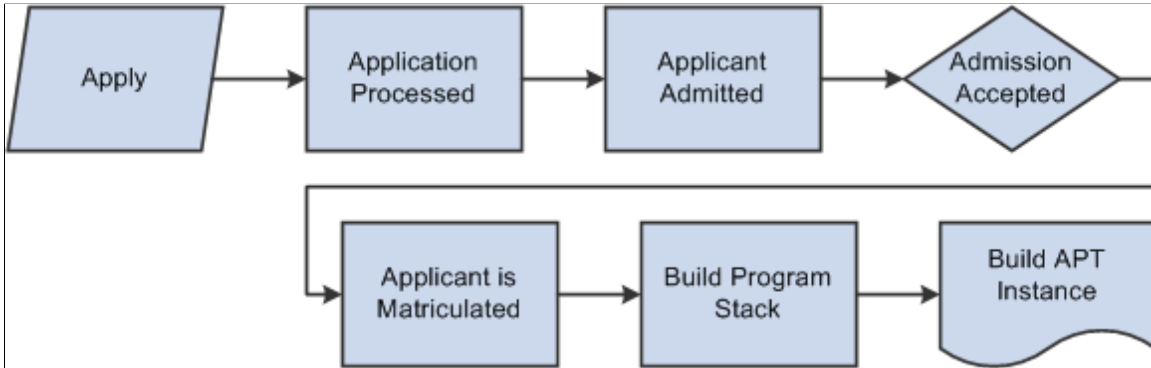 Apply
Application
Processed
Applicant
Admitted
Admission
Accepted
Applicant is
Matriculated
Build Program
Stack
Build APT
Instance